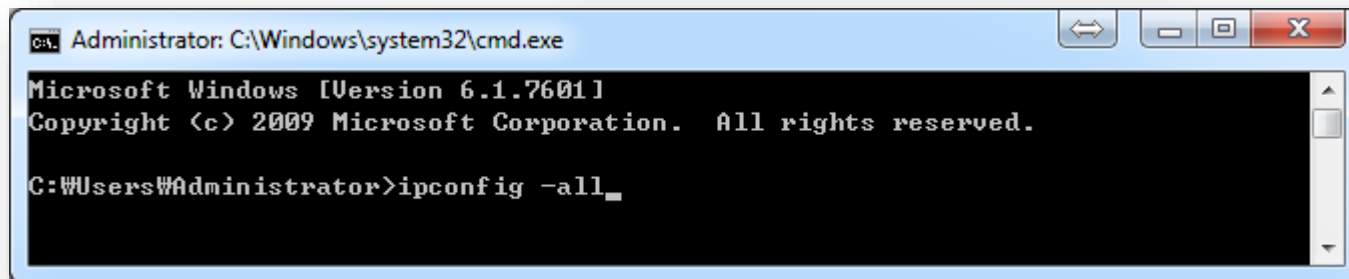 Administrator: C:\Windows\system32\cmd.exe
Microsoft Windows [Version 6.1.7601]
Copyright (c) 2009 Microsoft Corporation.  All rights reserved.
C:₩Users₩Administrator>ipconfig -all_